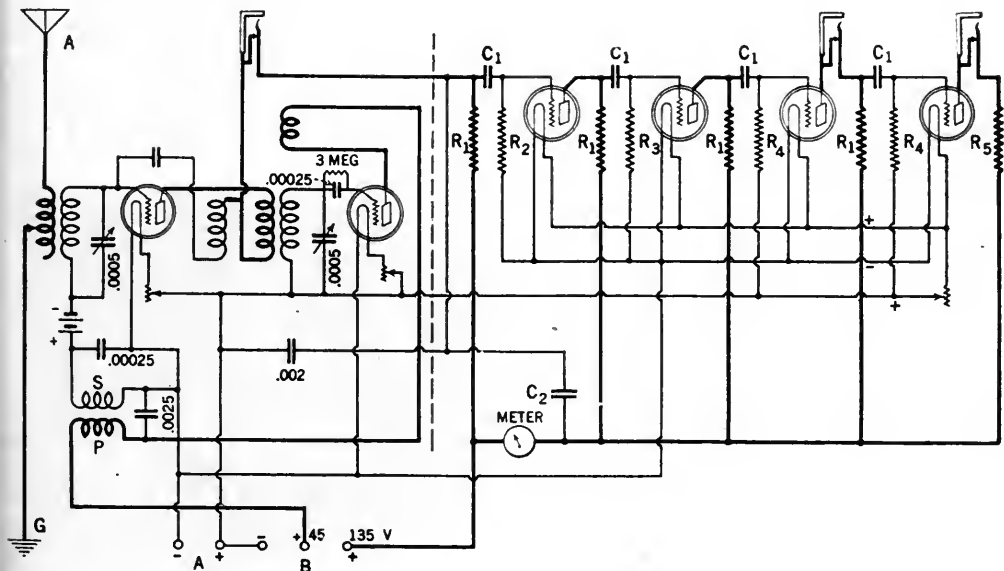 A
C1
C1
C1
C1
R1
R2
R1
R3
R1
R4
R1
R4
R5
3 MEG
.00025
.0005
.0005
+
-
+
-
+
.00025
.002
C2
S
.0025
METER
P
G
+ 45
135 V
-
+
-
+
A
B